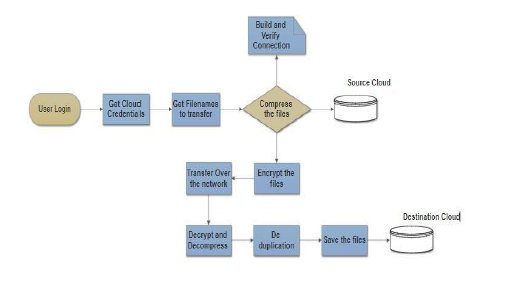 Build and
Verify
Connection
Source Cloud
User Login
Get Cloud
Credentials
Get Filenames
to transfer
Compress
the files
Transfer Over
the network
Encrypt the
files
Destination Cloud
Decrypt and
Decompress
De
duplication
Save the files